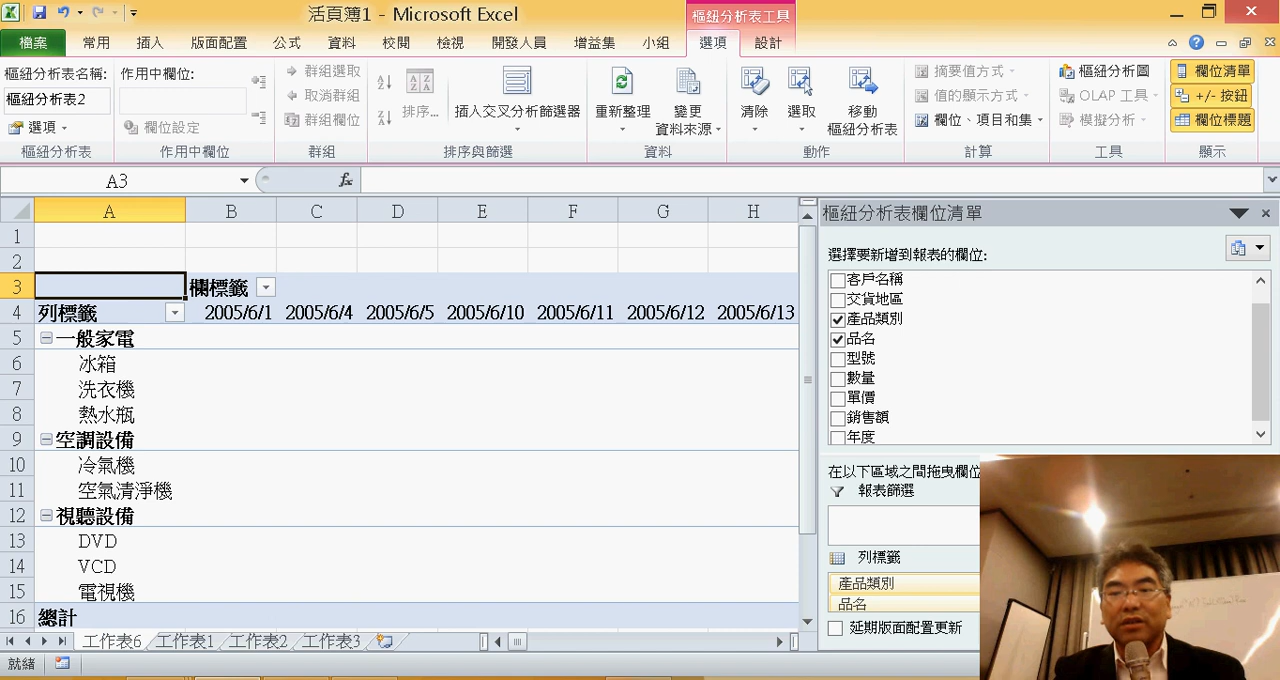 活頁簿1 - Microsoft Excel
樞紐分析表工具
檔案 常用 插入 版面配置 公式 資料 校閱 檢視 開發人員 增益集 小組 選項 設計
樞紐分析表名稱: 作用中欄位:
樞紐分析表2
選項 欄位設定
群組選取
取消群組
群組欄位
排序...
插入交叉分析篩選器
重新整理
變更
資料來源
清除
選取
移動
樞紐分析表
摘要值方式
值的顯示方式
欄位、項目和集
樞紐分析圖
OLAP 工具
模擬分析
欄位清單
+/- 按鈕
欄位標題
樞紐分析表 作用中欄位 群組 排序與篩選 資料 動作 計算 工具 顯示
A3 fx
A B C D E F G H
1
2
3 欄標籤
4 列標籤 2005/6/1 2005/6/4 2005/6/5 2005/6/10 2005/6/11 2005/6/12 2005/6/13
5 一般家電
6 冰箱
7 洗衣機
8 熱水瓶
9 空調設備
10 冷氣機
11 空氣清淨機
12 視聽設備
13 DVD
14 VCD
15 電視機
16 總計
工作表6 工作表1 工作表2 工作表3
就緒
樞紐分析表欄位清單
選擇要新增到報表的欄位:
客戶名稱
交貨地區
產品類別
品名
型號
數量
單價
銷售額
年度
在以下區域之間拖曳欄位
報表篩選
列標籤
產品類別
品名
延期版面配置更新